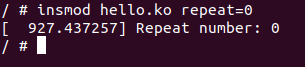 / # insmod hello.ko repeat=0
[  927.437257] Repeat number: 0
/ #